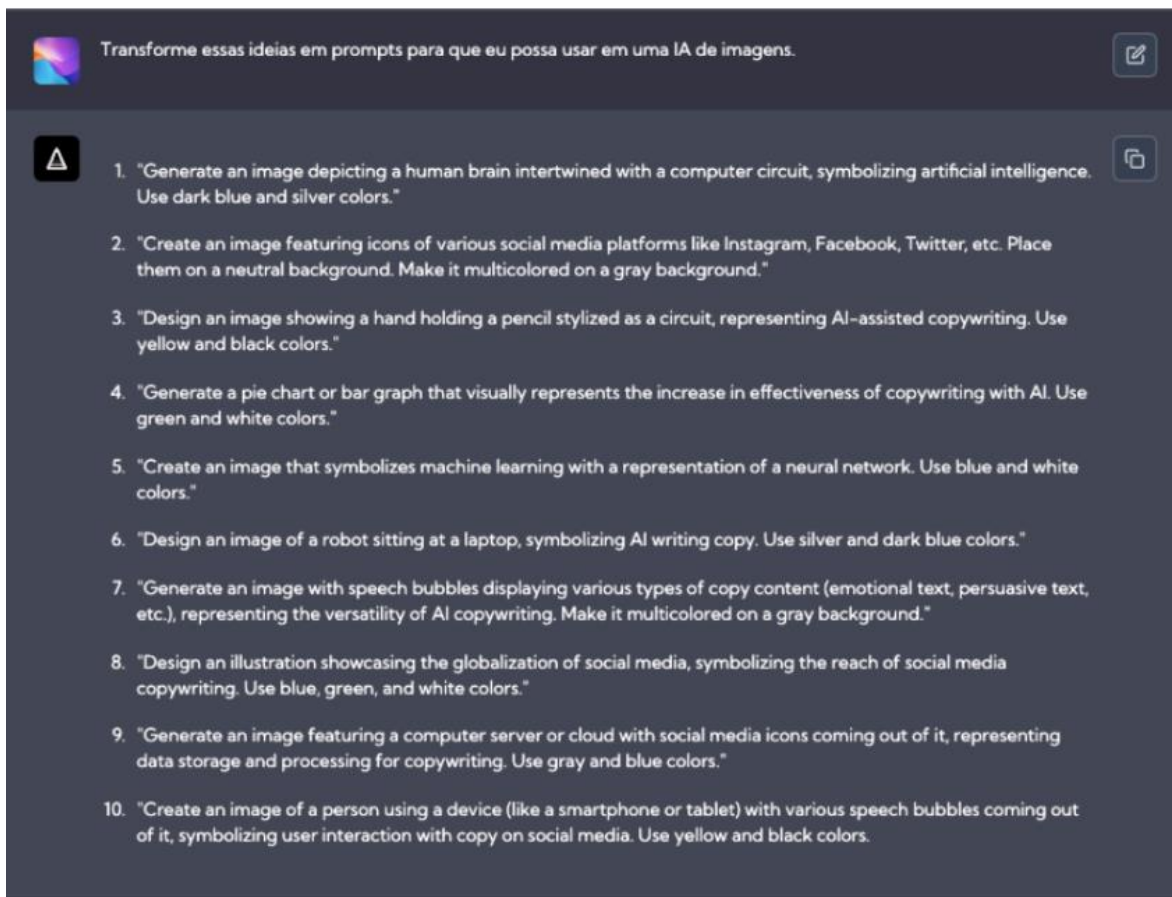 Transforme essas ideias em prompts para que eu possa usar em uma IA de imagens.
1. "Generate an image depicting a human brain intertwined with a computer circuit, symbolizing artificial intelligence.
Use dark blue and silver colors."
2. "Create an image featuring icons of various social media platforms like Instagram, Facebook, Twitter, etc. Place
them on a neutral background. Make it multicolored on a gray background."
3. "Design an image showing a hand holding a pencil stylized as a circuit, representing AI-assisted copywriting. Use
yellow and black colors."
4. "Generate a pie chart or bar graph that visually represents the increase in effectiveness of copywriting with AI. Use
green and white colors."
5. "Create an image that symbolizes machine learning with a representation of a neural network. Use blue and white
colors."
6. "Design an image of a robot sitting at a laptop, symbolizing AI writing copy. Use silver and dark blue colors."
7. "Generate an image with speech bubbles displaying various types of copy content (emotional text, persuasive text,
etc.), representing the versatility of AI copywriting. Make it multicolored on a gray background."
8. "Design an illustration showcasing the globalization of social media, symbolizing the reach of social media
copywriting. Use blue, green, and white colors."
9. "Generate an image featuring a computer server or cloud with social media icons coming out of it, representing
data storage and processing for copywriting. Use gray and blue colors."
10. "Create an image of a person using a device (like a smartphone or tablet) with various speech bubbles coming out
of it, symbolizing user interaction with copy on social media. Use yellow and black colors.